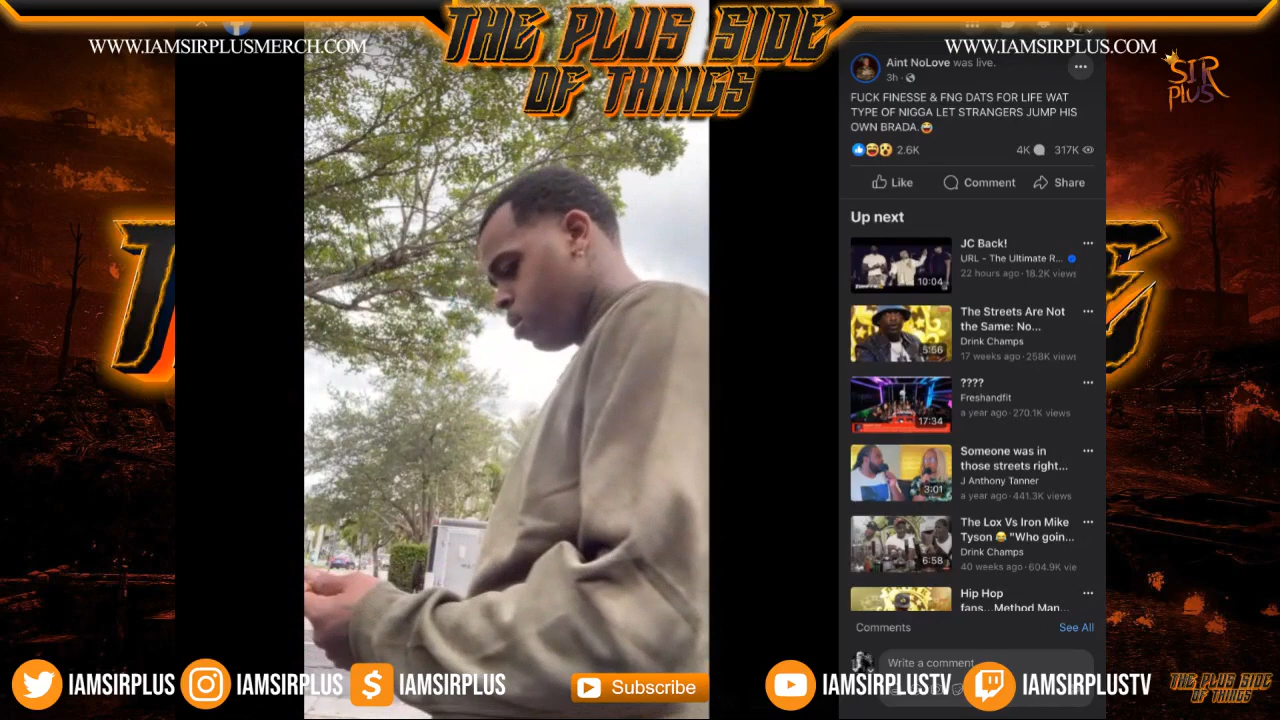 THE PLUS SIDE
OF THINGS
WWW.IAMSIRPLUSMERCH.COM
WWW.IAMSIRPLUS.COM
SIR
PLUS
Aint NoLove was live.
3h
FUCK FINESSE & FNG DATS FOR LIFE WAT
TYPE OF NIGGA LET STRANGERS JUMP HIS
OWN BRADA.😂
2.6K 4K 317K
Like Comment Share
Up next
JC Back!
URL - The Ultimate R...
22 hours ago · 18.2K views
10:04
The Streets Are Not
the Same: No...
Drink Champs
17 weeks ago · 258K views
5:56
????
Freshandfit
a year ago · 270.1K views
17:34
Someone was in
those streets right...
J Anthony Tanner
a year ago · 441.3K views
3:01
The Lox Vs Iron Mike
Tyson 😂 "Who goin...
Drink Champs
40 weeks ago · 604.9K vie
6:58
Hip Hop
fans...Method Man...
Comments See All
Write a comment
IAMSIRPLUS IAMSIRPLUS IAMSIRPLUS Subscribe IAMSIRPLUSTV IAMSIRPLUSTV
THE PLUS SIDE
OF THINGS